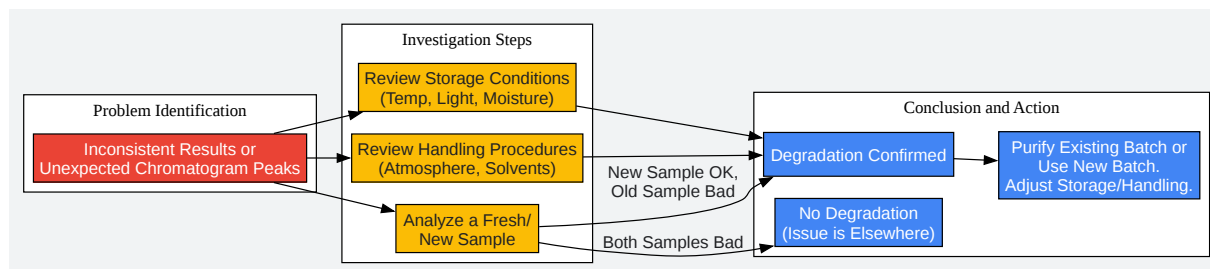 Problem Identification
Inconsistent Results or
Unexpected Chromatogram Peaks
Investigation Steps
Review Storage Conditions
(Temp, Light, Moisture)
Review Handling Procedures
(Atmosphere, Solvents)
Analyze a Fresh/
New Sample
New Sample OK,
Old Sample Bad
Both Samples Bad
Conclusion and Action
Degradation Confirmed
No Degradation
(Issue is Elsewhere)
Purify Existing Batch or
Use New Batch.
Adjust Storage/Handling.